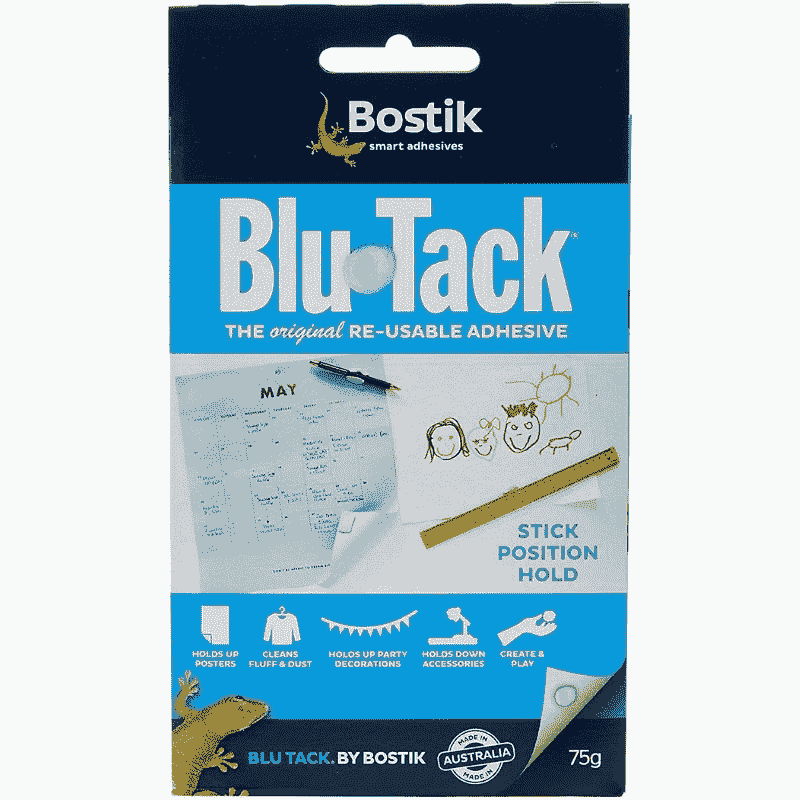 Bostik
smart adhesives
Blu Tack
THE original RE-USABLE ADHESIVE
MAY
STICK
POSITION
HOLD
HOLDS UP
POSTERS
CLEANS
FLUFF & DUST
HOLDS UP PARTY
DECORATIONS
HOLDS DOWN
ACCESSORIES
CREATE &
PLAY
BLU TACK. BY BOSTIK
MADE IN
AUSTRALIA
MADE IN
75g